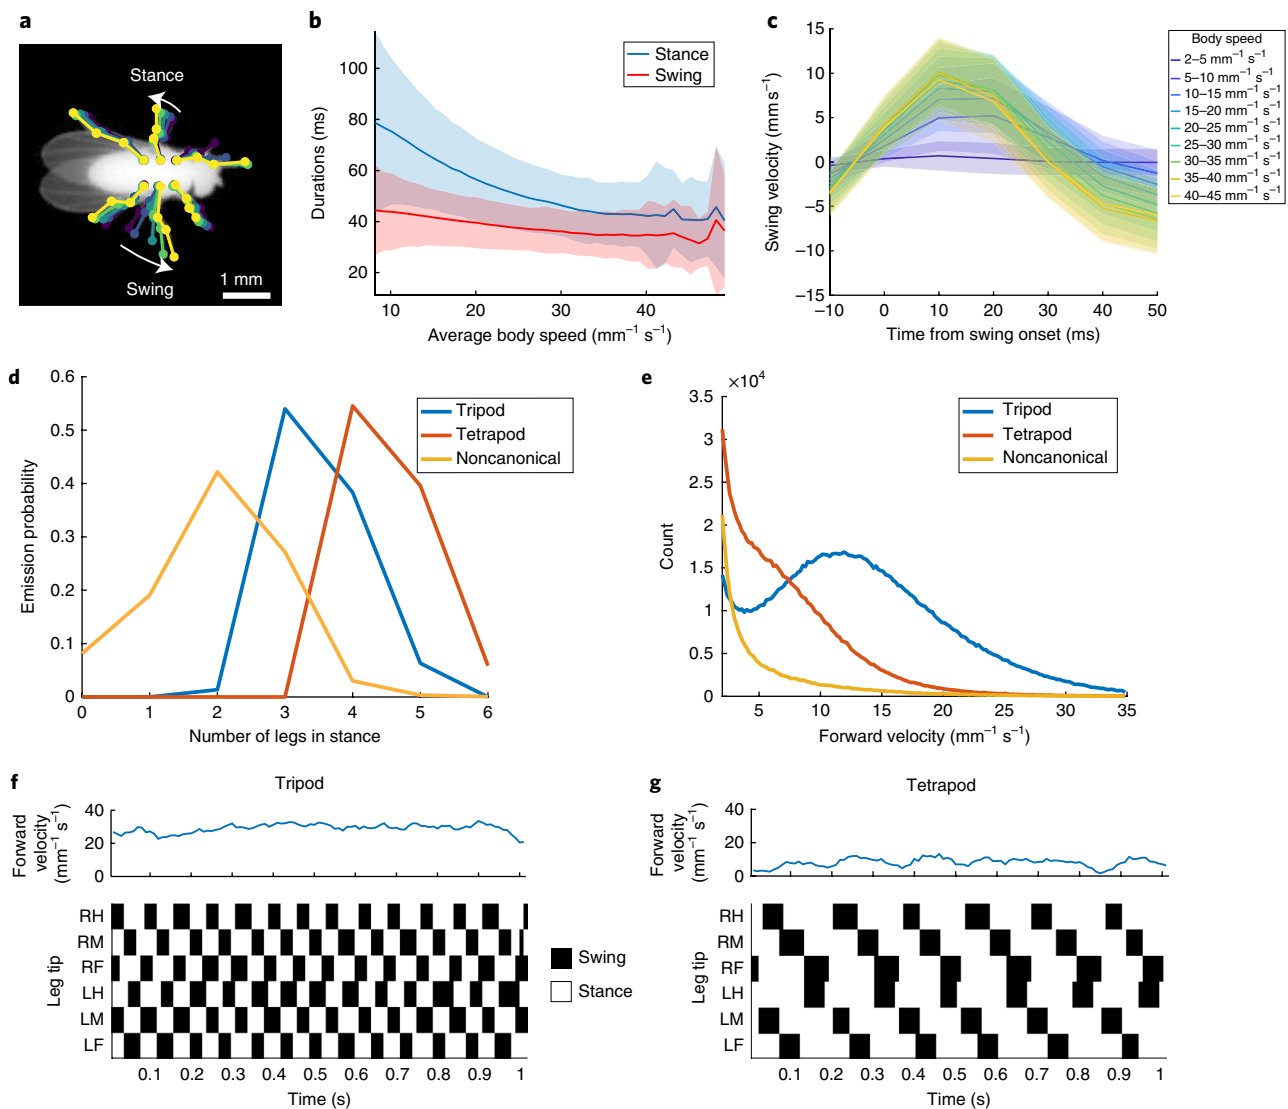 a
Stance
Swing
1 mm
b
Durations (ms)
100
80
60
40
20
10
20
30
40
Average body speed (mm⁻¹ s⁻¹)
Stance
Swing
c
Swing velocity (mm s⁻¹)
15
10
5
0
–5
–10
–15
–10
0
10
20
30
40
50
Time from swing onset (ms)
Body speed
2–5 mm⁻¹ s⁻¹
5–10 mm⁻¹ s⁻¹
10–15 mm⁻¹ s⁻¹
15–20 mm⁻¹ s⁻¹
20–25 mm⁻¹ s⁻¹
25–30 mm⁻¹ s⁻¹
30–35 mm⁻¹ s⁻¹
35–40 mm⁻¹ s⁻¹
40–45 mm⁻¹ s⁻¹
d
Emission probability
0.6
0.5
0.4
0.3
0.2
0.1
0
0
1
2
3
4
5
6
Number of legs in stance
Tripod
Tetrapod
Noncanonical
e
×10⁴
Count
3.5
3
2.5
2
1.5
1
0.5
0
5
10
15
20
25
30
35
Forward velocity (mm⁻¹ s⁻¹)
Tripod
Tetrapod
Noncanonical
f
Tripod
Forward
velocity
(mm⁻¹ s⁻¹)
40
20
0
Leg tip
RH
RM
RF
LH
LM
LF
0.1
0.2
0.3
0.4
0.5
0.6
0.7
0.8
0.9
1
Time (s)
Swing
Stance
g
Tetrapod
Forward
velocity
(mm⁻¹ s⁻¹)
40
20
0
Leg tip
RH
RM
RF
LH
LM
LF
0.1
0.2
0.3
0.4
0.5
0.6
0.7
0.8
0.9
1
Time (s)